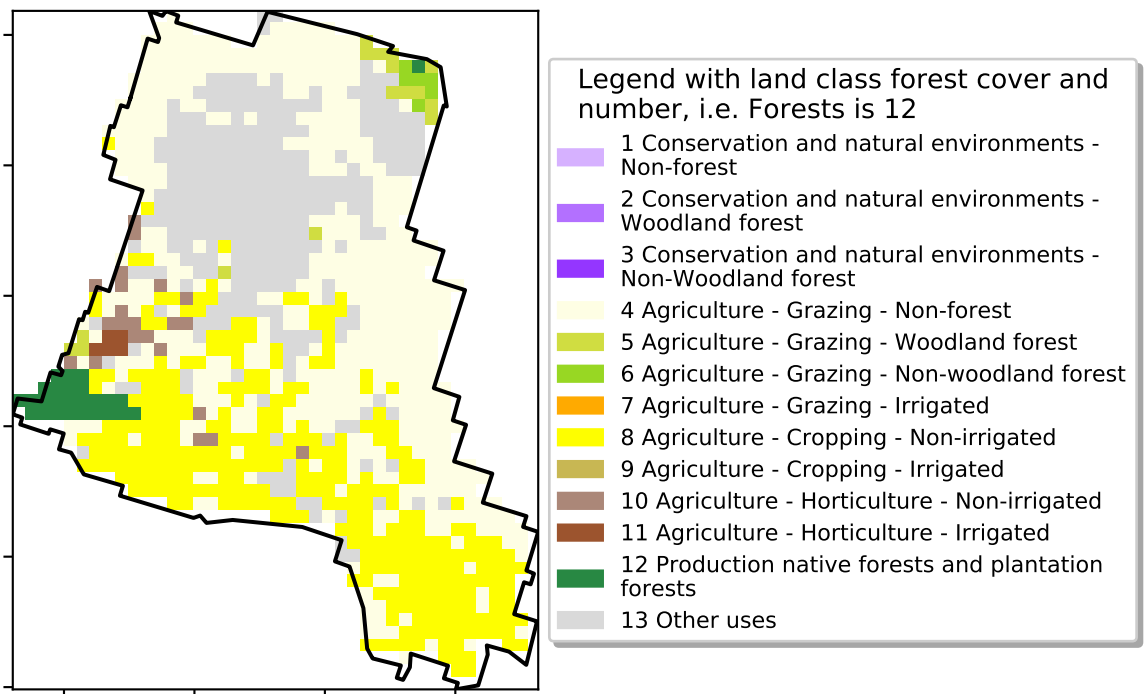 Legend with land class forest cover and
number, i.e. Forests is 12
1 Conservation and natural environments -
Non-forest
2 Conservation and natural environments -
Woodland forest
3 Conservation and natural environments -
Non-Woodland forest
4 Agriculture - Grazing - Non-forest
5 Agriculture - Grazing - Woodland forest
6 Agriculture - Grazing - Non-woodland forest
7 Agriculture - Grazing - Irrigated
8 Agriculture - Cropping - Non-irrigated
9 Agriculture - Cropping - Irrigated
10 Agriculture - Horticulture - Non-irrigated
11 Agriculture - Horticulture - Irrigated
12 Production native forests and plantation
forests
13 Other uses